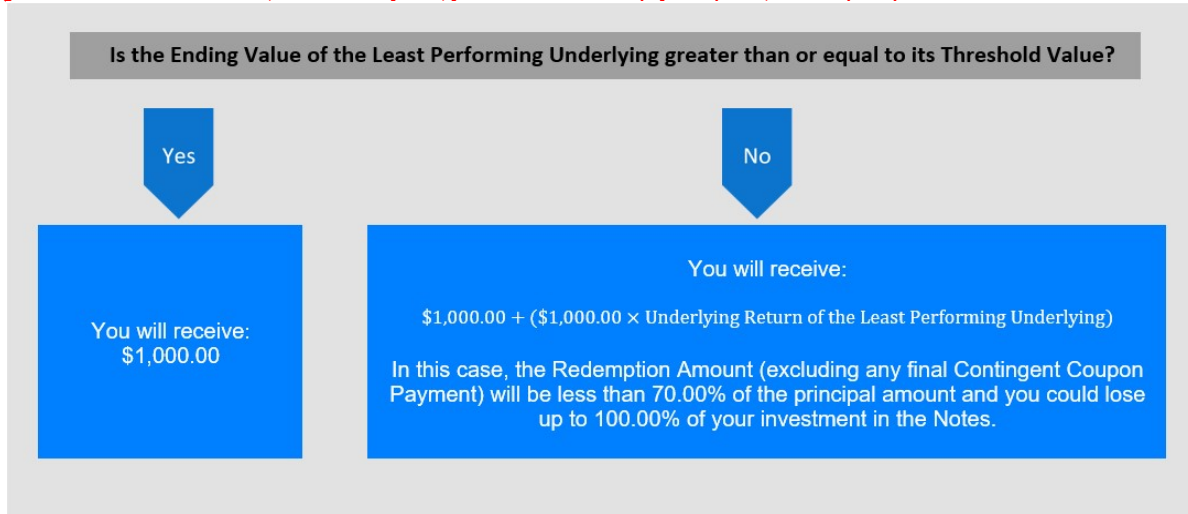 Is the Ending Value of the Least Performing Underlying greater than or equal to its Threshold Value?
Yes
No
You will receive:
$1,000.00
You will receive:
$1,000.00 + ($1,000.00 × Underlying Return of the Least Performing Underlying)
In this case, the Redemption Amount (excluding any final Contingent Coupon
Payment) will be less than 70.00% of the principal amount and you could lose
up to 100.00% of your investment in the Notes.